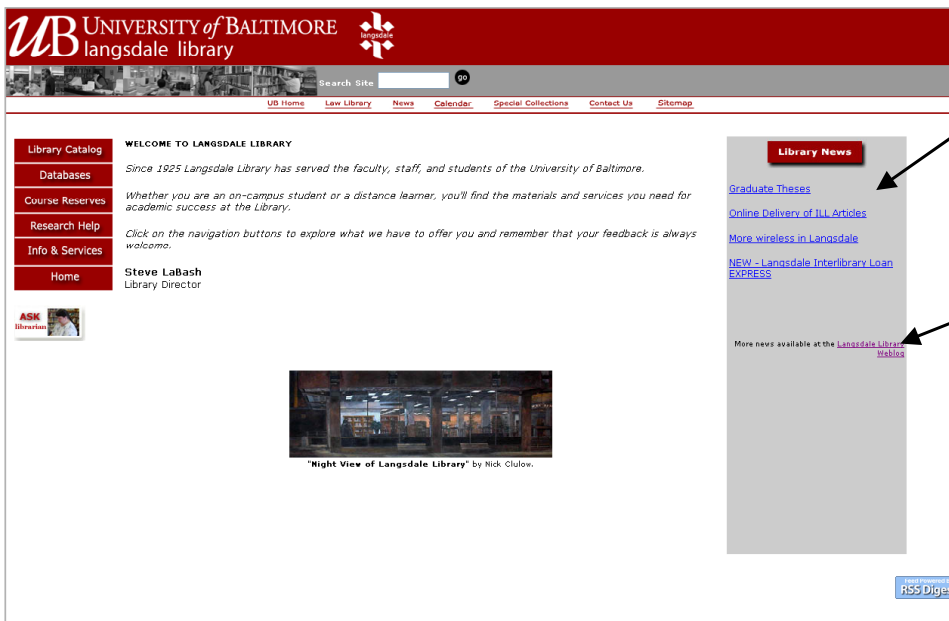 UB UNIVERSITY of BALTIMORE
langsdale library
langsdale
Search Site
go
UB Home Law Library News Calendar Special Collections Contact Us Sitemap
Library Catalog
Databases
Course Reserves
Research Help
Info & Services
Home
ASK
librarian
WELCOME TO LANGSDALE LIBRARY
Since 1925 Langsdale Library has served the faculty, staff, and students of the University of Baltimore.
Whether you are an on-campus student or a distance learner, you'll find the materials and services you need for
academic success at the Library.
Click on the navigation buttons to explore what we have to offer you and remember that your feedback is always
welcome.
Steve LaBash
Library Director
"Night View of Langsdale Library" by Nick Clulow.
Library News
Graduate Theses
Online Delivery of ILL Articles
More wireless in Langsdale
NEW - Langsdale Interlibrary Loan
EXPRESS
More news available at the Langsdale Library
Weblog
Feed Powered
RSS Dige